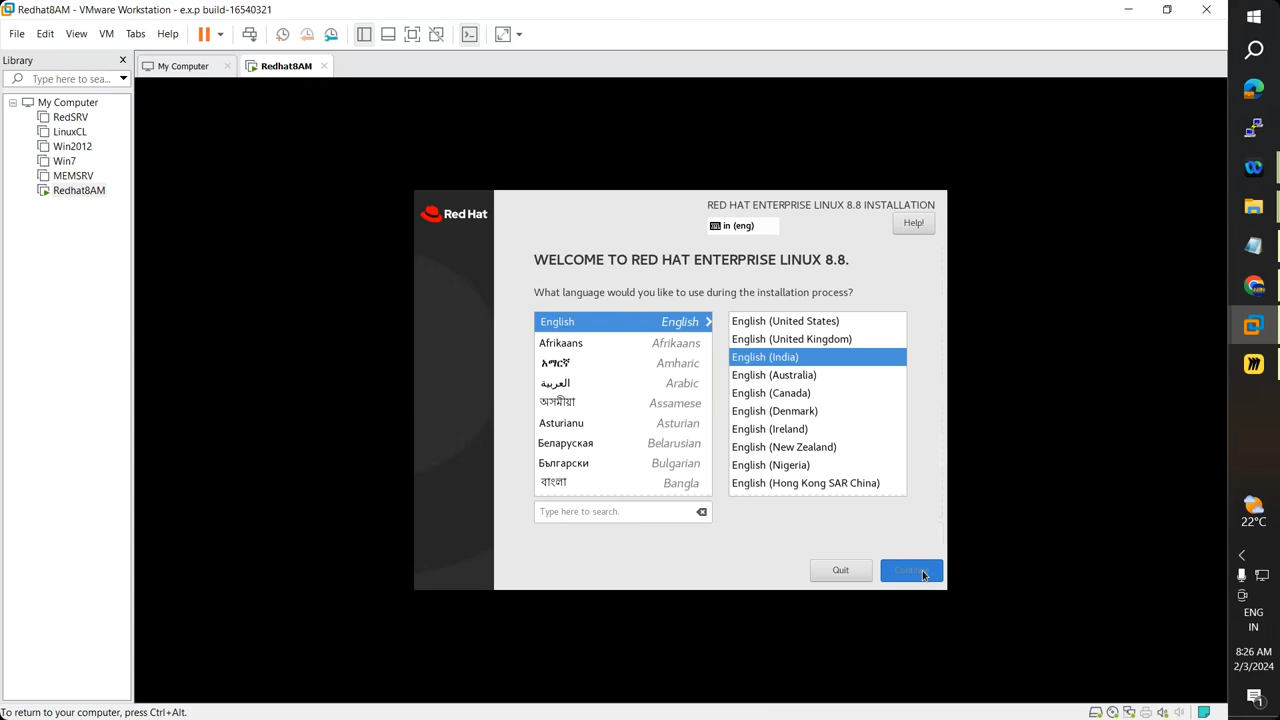 Redhat8AM - VMware Workstation - e.x.p build-16540321
File Edit View VM Tabs Help
Library
Type here to sea...
My Computer
RedSRV
LinuxCL
Win2012
Win7
MEMSRV
Redhat8AM
My Computer
Redhat8AM
Red Hat
RED HAT ENTERPRISE LINUX 8.8 INSTALLATION
in (eng)
Help!
WELCOME TO RED HAT ENTERPRISE LINUX 8.8.
What language would you like to use during the installation process?
English English
Afrikaans Afrikaans
አማርኛ Amharic
العربية Arabic
অসমীয়া Assamese
Asturianu Asturian
Беларуская Belarusian
Български Bulgarian
বাংলা Bangla
Type here to search.
English (United States)
English (United Kingdom)
English (India)
English (Australia)
English (Canada)
English (Denmark)
English (Ireland)
English (New Zealand)
English (Nigeria)
English (Hong Kong SAR China)
Quit
To return to your computer, press Ctrl+Alt.
22°C
ENG
IN
8:26 AM
2/3/2024
1